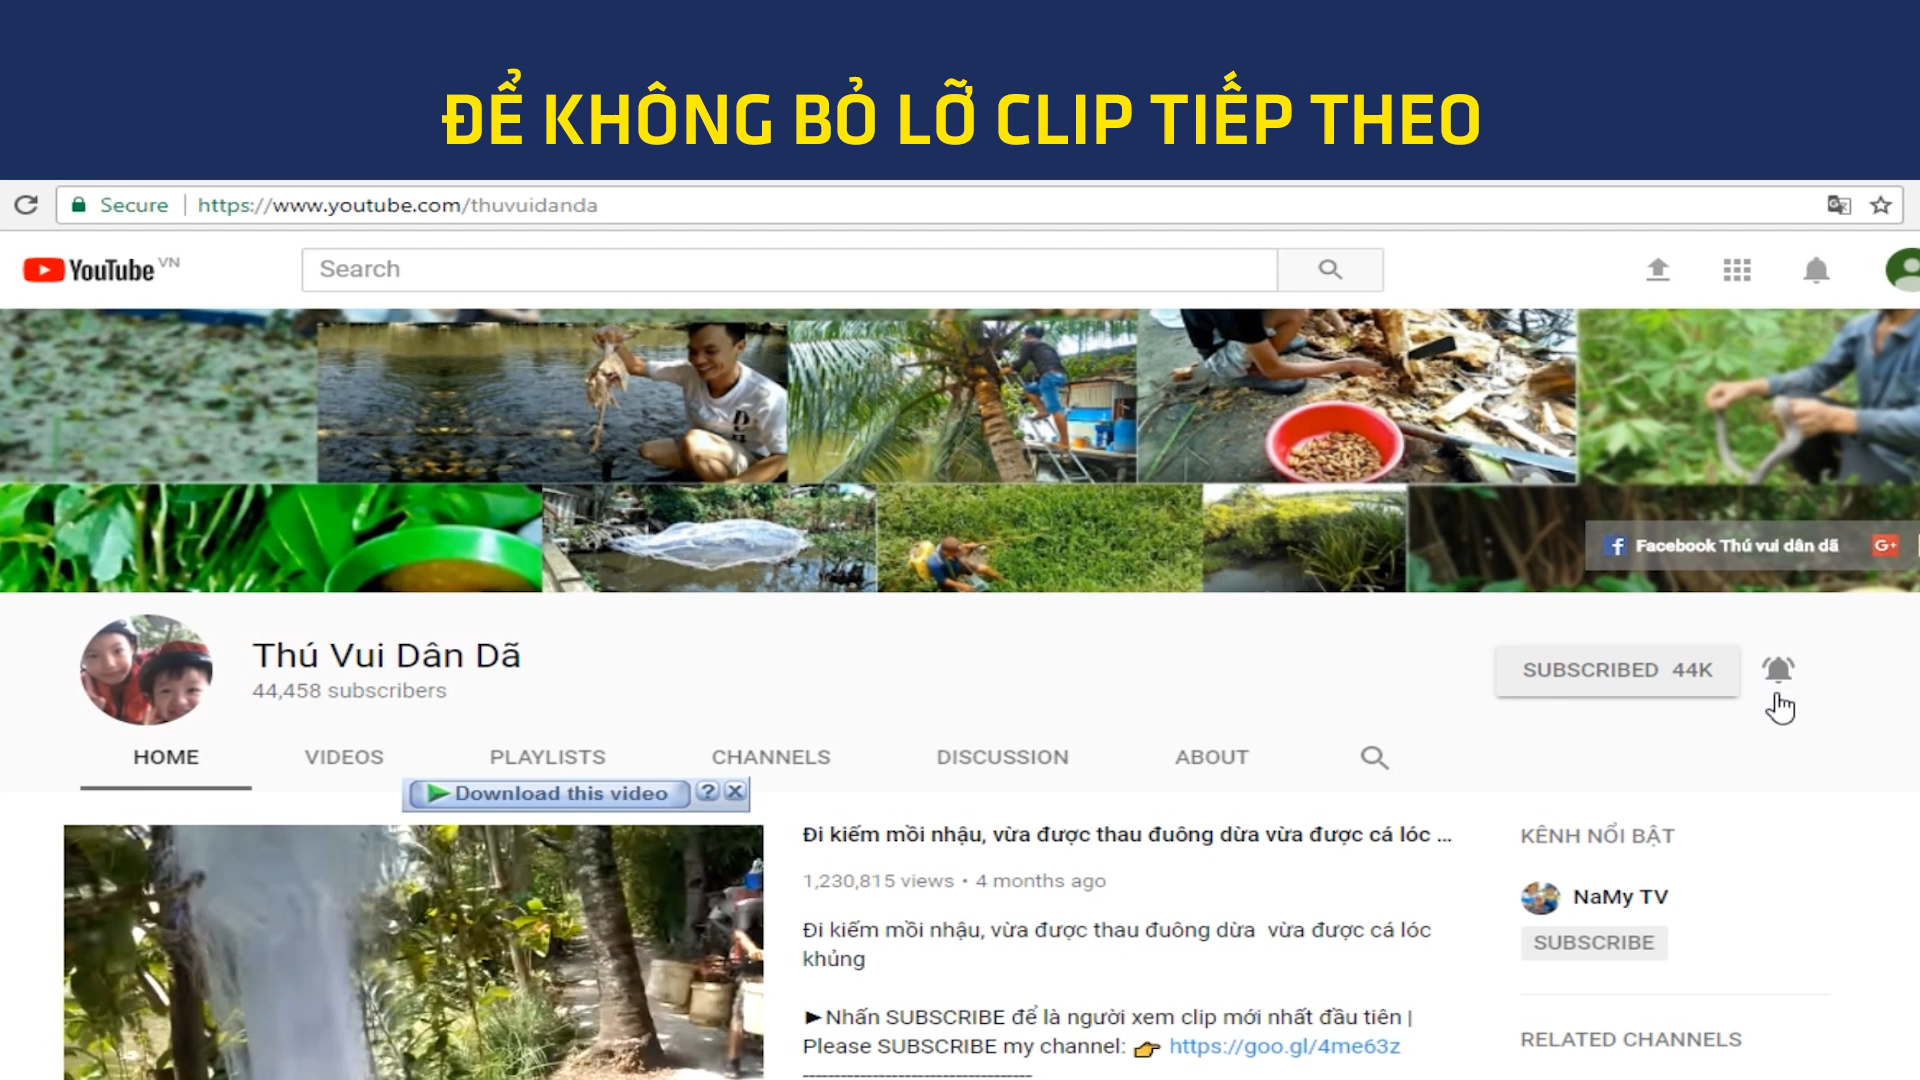 ĐỂ KHÔNG BỎ LỠ CLIP TIẾP THEO
Secure | https://www.youtube.com/thuvuidanda
YouTube VN
Search
Facebook Thú vui dân dã G+
Thú Vui Dân Dã
44,458 subscribers
SUBSCRIBED 44K
HOME VIDEOS PLAYLISTS CHANNELS DISCUSSION ABOUT
Download this video ? X
Đi kiếm mồi nhậu, vừa được thau đuông dừa vừa được cá lóc ...
1,230,815 views • 4 months ago
Đi kiếm mồi nhậu, vừa được thau đuông dừa vừa được cá lóc
khủng
►Nhấn SUBSCRIBE để là người xem clip mới nhất đầu tiên |
Please SUBSCRIBE my channel: 👉 https://goo.gl/4me63z
---------------------------------
KÊNH NỔI BẬT
NaMy TV
SUBSCRIBE
RELATED CHANNELS